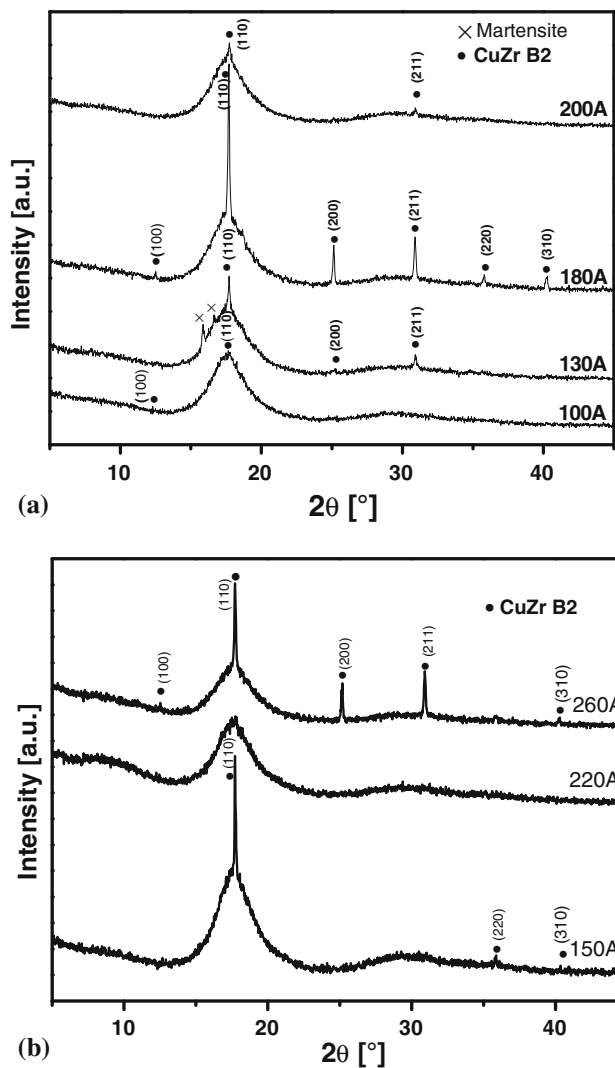 (110)
× Martensite
● CuZr B2
(110)
(211)
200A
Intensity [a.u.]
(100)
(200)
(211)
(220)
(310)
180A
(110)
× ×
(110)
(200)
(211)
130A
(100)
100A
10 20 30 40
(a)
2θ [°]
(110)
● CuZr B2
(100)
(200)
(211)
(310)
260A
(110)
220A
Intensity [a.u.]
(220)
(310)
150A
10 20 30 40
(b)
2θ [°]